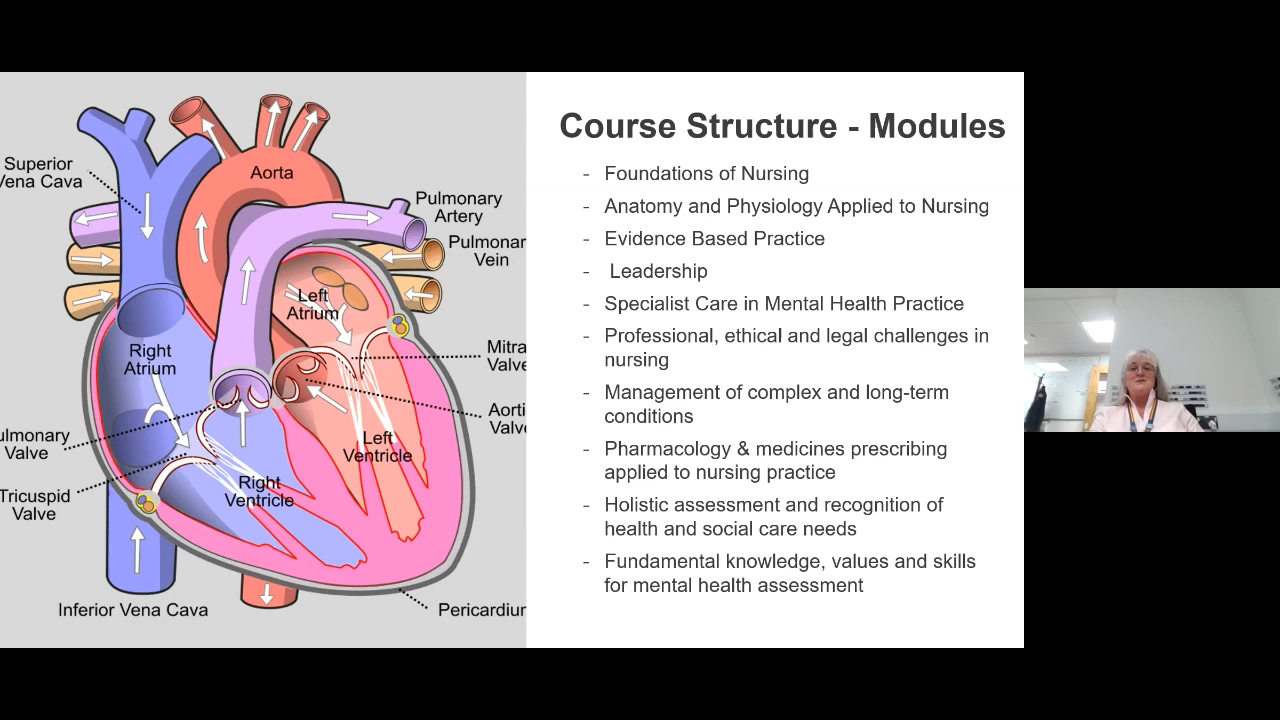 Superior
Vena Cava
Aorta
Pulmonary
Artery
Pulmonar
Vein
Left
Atrium
Right
Atrium
Mitra
Valve
Aorti
Valve
ulmonary
Valve
Left
Ventricle
Tricuspid
Valve
Right
Ventricle
Inferior Vena Cava
Pericardiur
Course Structure - Modules
- Foundations of Nursing
- Anatomy and Physiology Applied to Nursing
- Evidence Based Practice
- Leadership
- Specialist Care in Mental Health Practice
- Professional, ethical and legal challenges in
nursing
- Management of complex and long-term
conditions
- Pharmacology & medicines prescribing
applied to nursing practice
- Holistic assessment and recognition of
health and social care needs
- Fundamental knowledge, values and skills
for mental health assessment